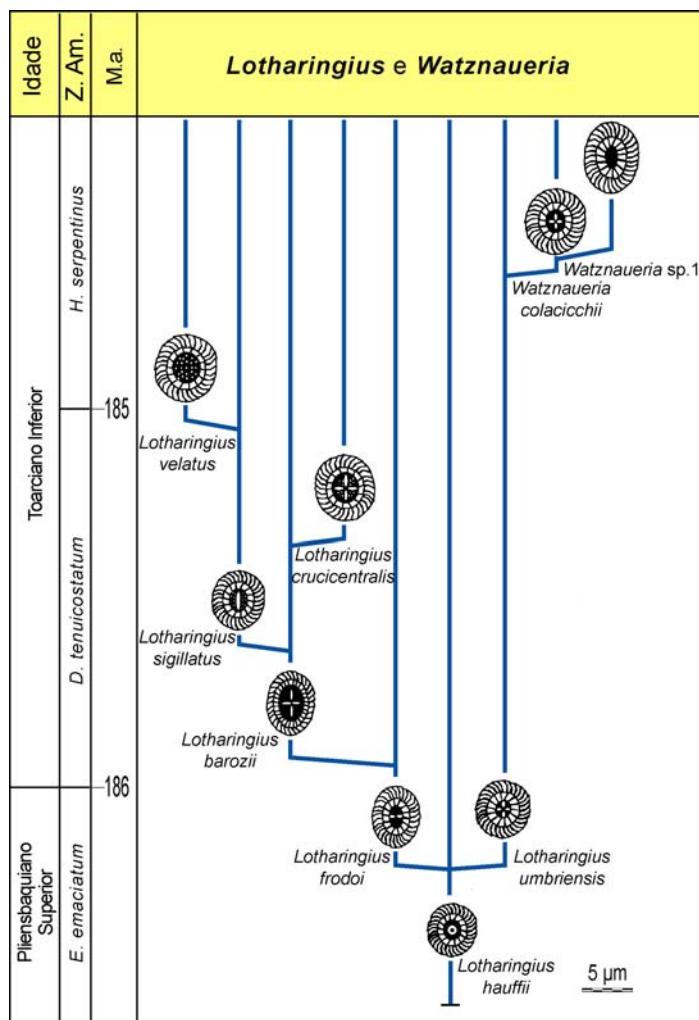 Idade
Z. Am.
M.a.
Lotharingius e Watznaueria
H. serpentinus
Watznaueria sp.1
Watznaueria
colacicchii
Toarciano Inferior
185
Lotharingius
velatus
Lotharingius
crucicentralis
D. tenuicostatum
Lotharingius
sigillatus
Lotharingius
barozii
186
Pliensbaquiano
Superior
E. emaciatum
Lotharingius
frodoi
Lotharingius
umbriensis
Lotharingius
hauffii
5 µm